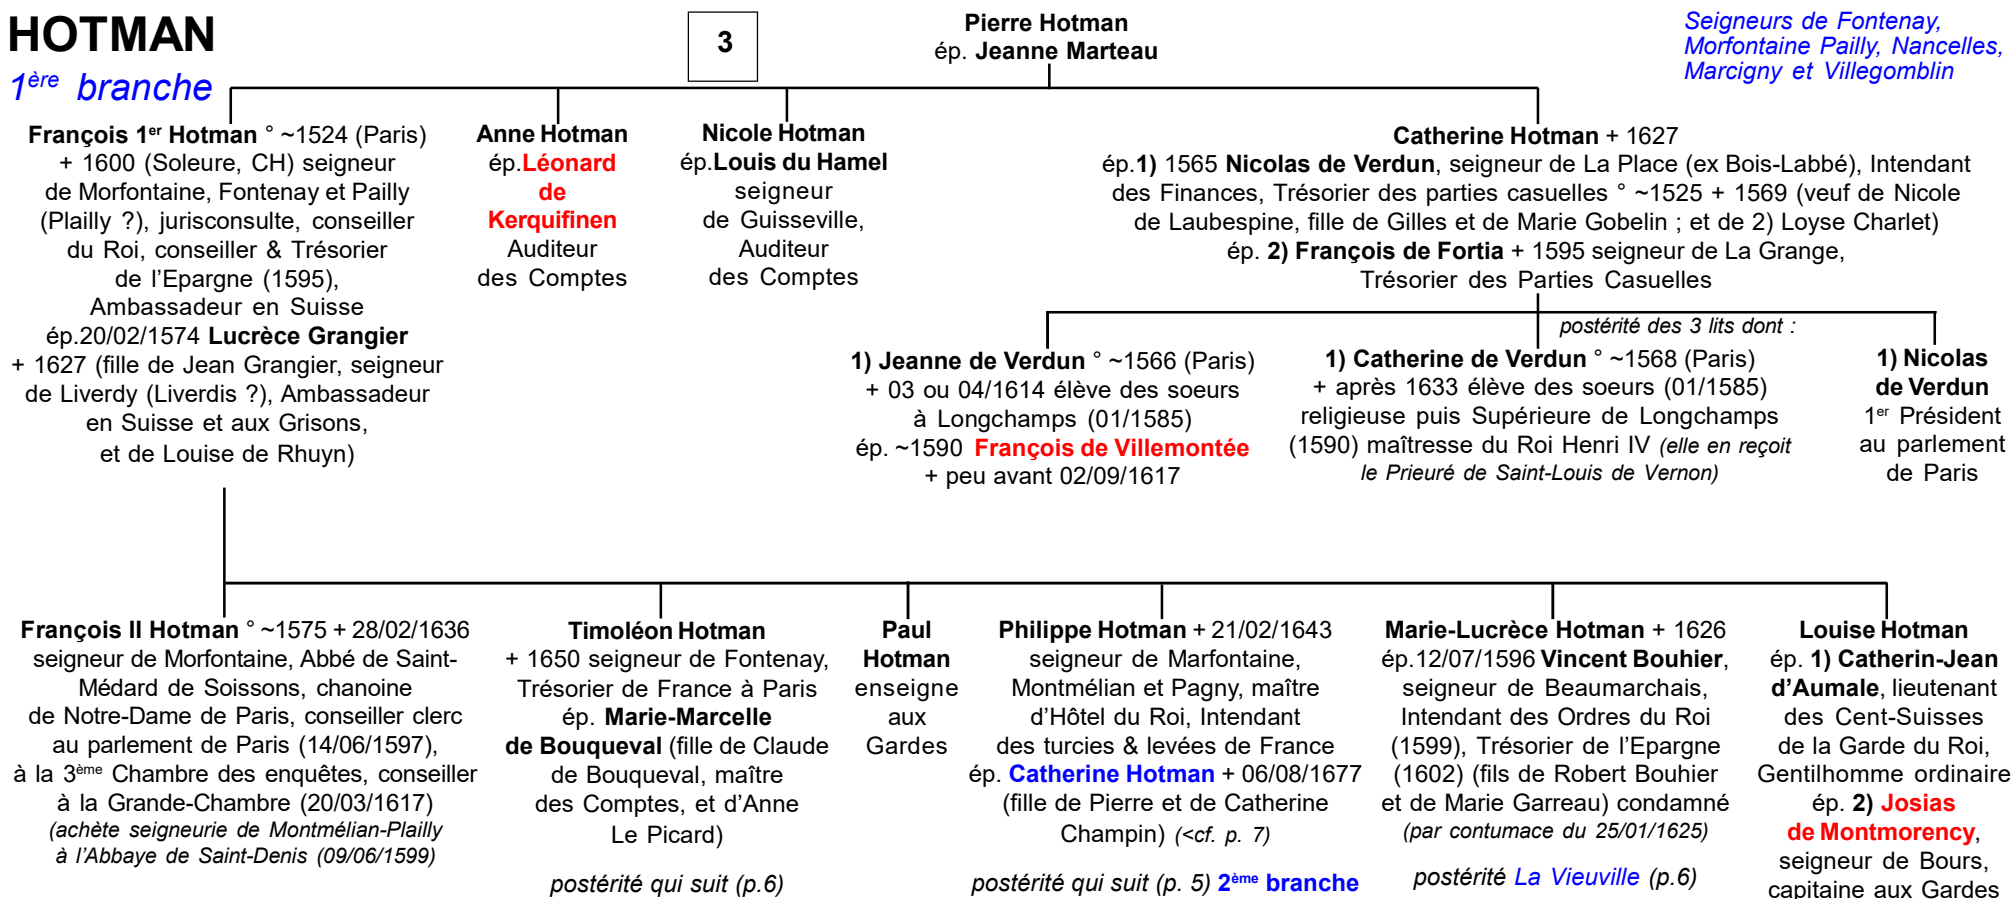 HOTMAN
1ère branche
3
Pierre Hotman
ép. Jeanne Marteau
Seigneurs de Fontenay,
Morfontaine Pailly, Nancelles,
Marcigny et Villegomblin
François 1er Hotman ° ~1524 (Paris)
+ 1600 (Soleure, CH) seigneur
de Morfontaine, Fontenay et Pailly
(Plailly ?), jurisconsulte, conseiller
du Roi, conseiller & Trésorier
de l’Epargne (1595),
Ambassadeur en Suisse
ép.20/02/1574 Lucrèce Grangier
+ 1627 (fille de Jean Grangier, seigneur
de Liverdy (Liverdis ?), Ambassadeur
en Suisse et aux Grisons,
et de Louise de Rhuyn)
Anne Hotman
ép.Léonard
de
Kerquifinen
Auditeur
des Comptes
Nicole Hotman
ép.Louis du Hamel
seigneur
de Guisseville,
Auditeur
des Comptes
Catherine Hotman + 1627
ép.1) 1565 Nicolas de Verdun, seigneur de La Place (ex Bois-Labbé), Intendant
des Finances, Trésorier des parties casuelles ° ~1525 + 1569 (veuf de Nicole
de Laubespine, fille de Gilles et de Marie Gobelin ; et de 2) Loyse Charlet)
ép. 2) François de Fortia + 1595 seigneur de La Grange,
Trésorier des Parties Casuelles
postérité des 3 lits dont :
1) Jeanne de Verdun ° ~1566 (Paris)
+ 03 ou 04/1614 élève des soeurs
à Longchamps (01/1585)
ép. ~1590 François de Villemontée
+ peu avant 02/09/1617
1) Catherine de Verdun ° ~1568 (Paris)
+ après 1633 élève des soeurs (01/1585)
religieuse puis Supérieure de Longchamps
(1590) maîtresse du Roi Henri IV (elle en reçoit
le Prieuré de Saint-Louis de Vernon)
1) Nicolas
de Verdun
1er Président
au parlement
de Paris
François II Hotman ° ~1575 + 28/02/1636
seigneur de Morfontaine, Abbé de Saint-
Médard de Soissons, chanoine
de Notre-Dame de Paris, conseiller clerc
au parlement de Paris (14/06/1597),
à la 3ème Chambre des enquêtes, conseiller
à la Grande-Chambre (20/03/1617)
(achète seigneurie de Montmélian-Plailly
à l’Abbaye de Saint-Denis (09/06/1599)
Timoléon Hotman
+ 1650 seigneur de Fontenay,
Trésorier de France à Paris
ép. Marie-Marcelle
de Bouqueval (fille de Claude
de Bouqueval, maître
des Comptes, et d’Anne
Le Picard)
postérité qui suit (p.6)
Paul
Hotman
enseigne
aux
Gardes
Philippe Hotman + 21/02/1643
seigneur de Marfontaine,
Montmélian et Pagny, maître
d’Hôtel du Roi, Intendant
des turcies & levées de France
ép. Catherine Hotman + 06/08/1677
(fille de Pierre et de Catherine
Champin) (<cf. p. 7)
postérité qui suit (p. 5) 2ème branche
Marie-Lucrèce Hotman + 1626
ép.12/07/1596 Vincent Bouhier,
seigneur de Beaumarchais,
Intendant des Ordres du Roi
(1599), Trésorier de l’Epargne
(1602) (fils de Robert Bouhier
et de Marie Garreau) condamné
(par contumace du 25/01/1625)
postérité La Vieuville (p.6)
Louise Hotman
ép. 1) Catherin-Jean
d’Aumale, lieutenant
des Cent-Suisses
de la Garde du Roi,
Gentilhomme ordinaire
ép. 2) Josias
de Montmorency,
seigneur de Bours,
capitaine aux Gardes